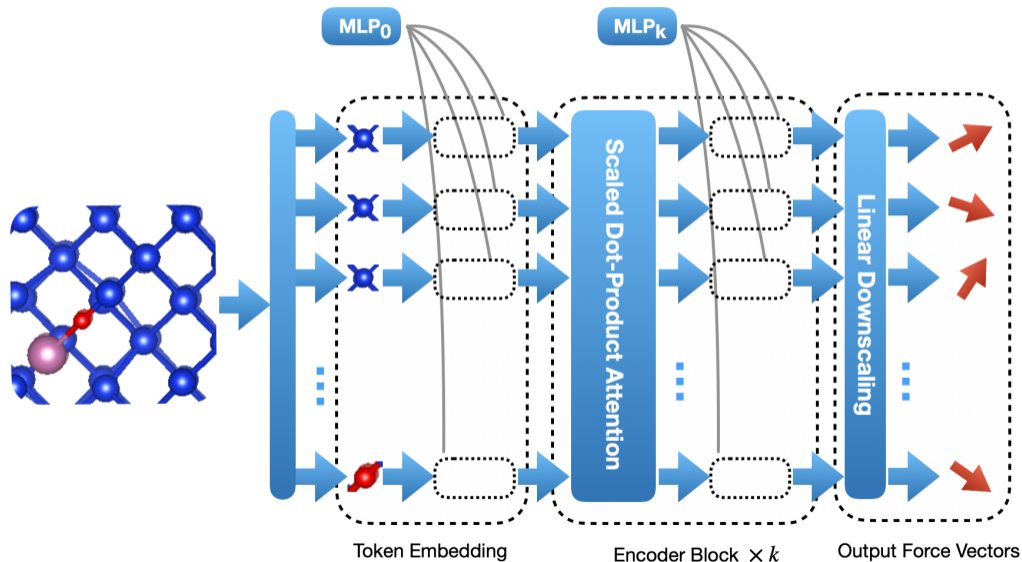 MLP0
MLPk
Scaled Dot-Product Attention
Linear Downscaling
Token Embedding
Encoder Block × k
Output Force Vectors